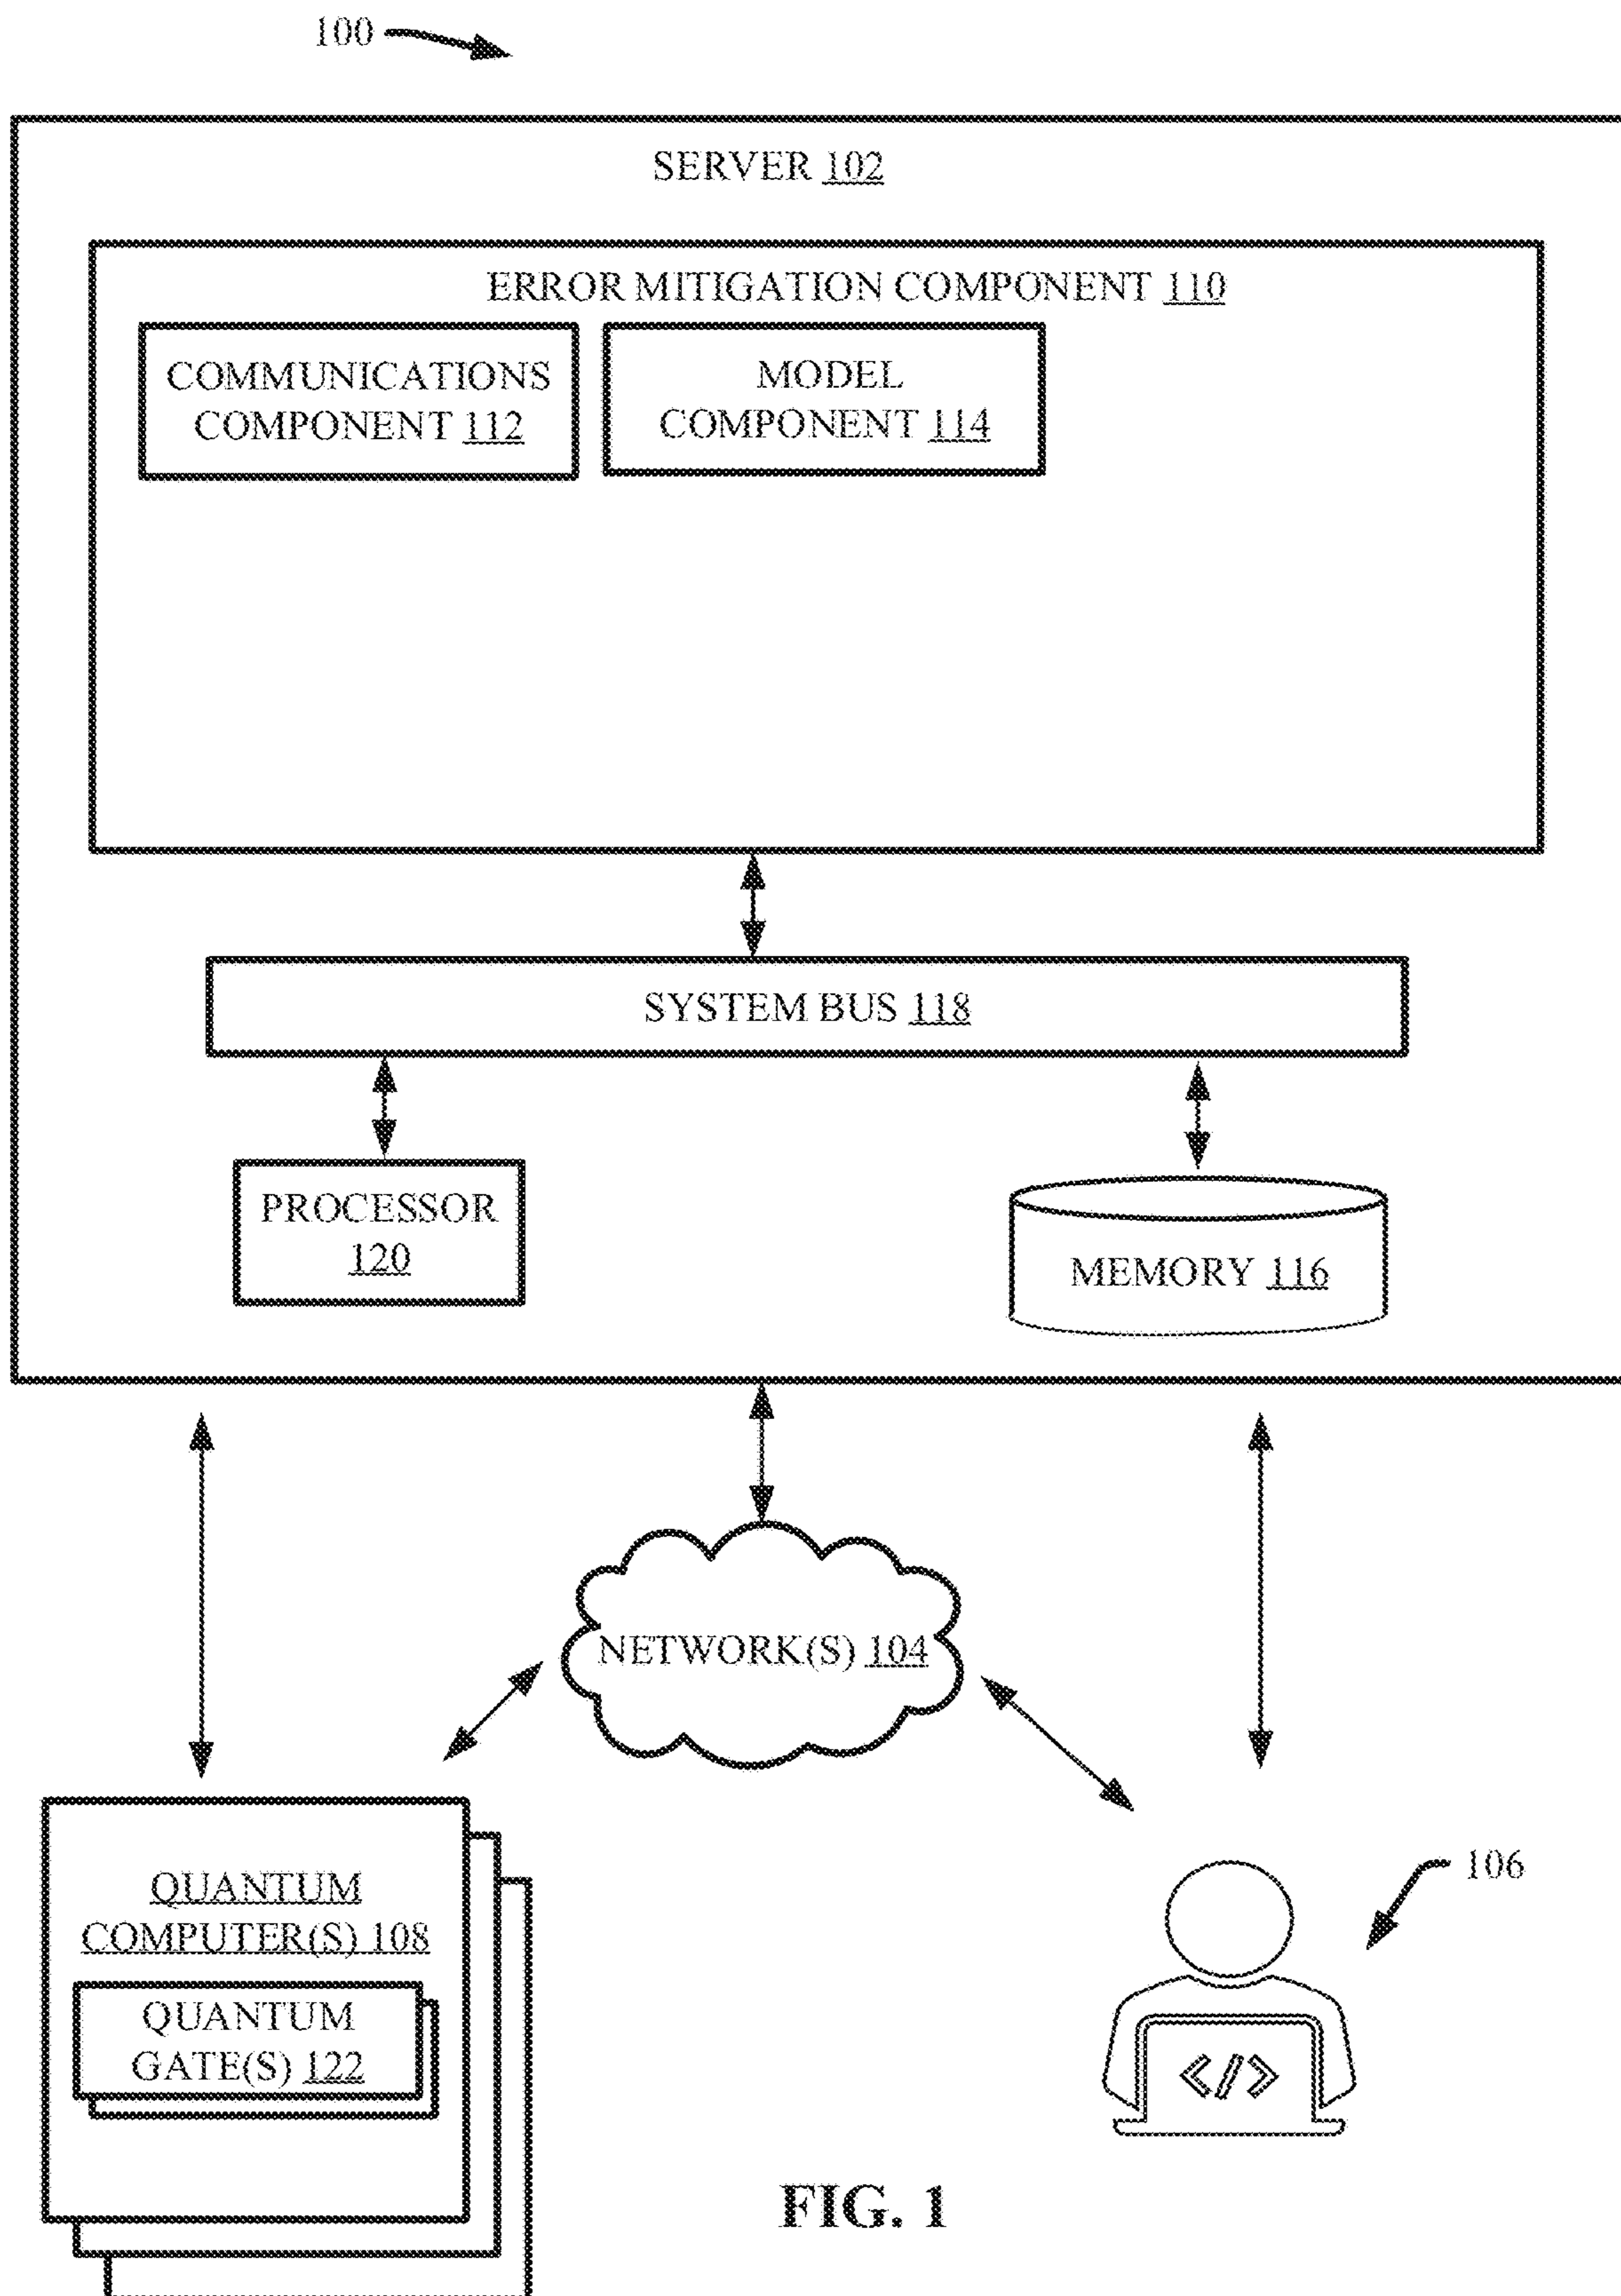 100
SERVER 102
ERROR MITIGATION COMPONENT 110
COMMUNICATIONS
COMPONENT 112
MODEL
COMPONENT 114
SYSTEM BUS 118
PROCESSOR
120
MEMORY 116
NETWORK(S) 104
QUANTUM
COMPUTER(S) 108
QUANTUM
GATE(S) 122
106
</>
FIG. 1